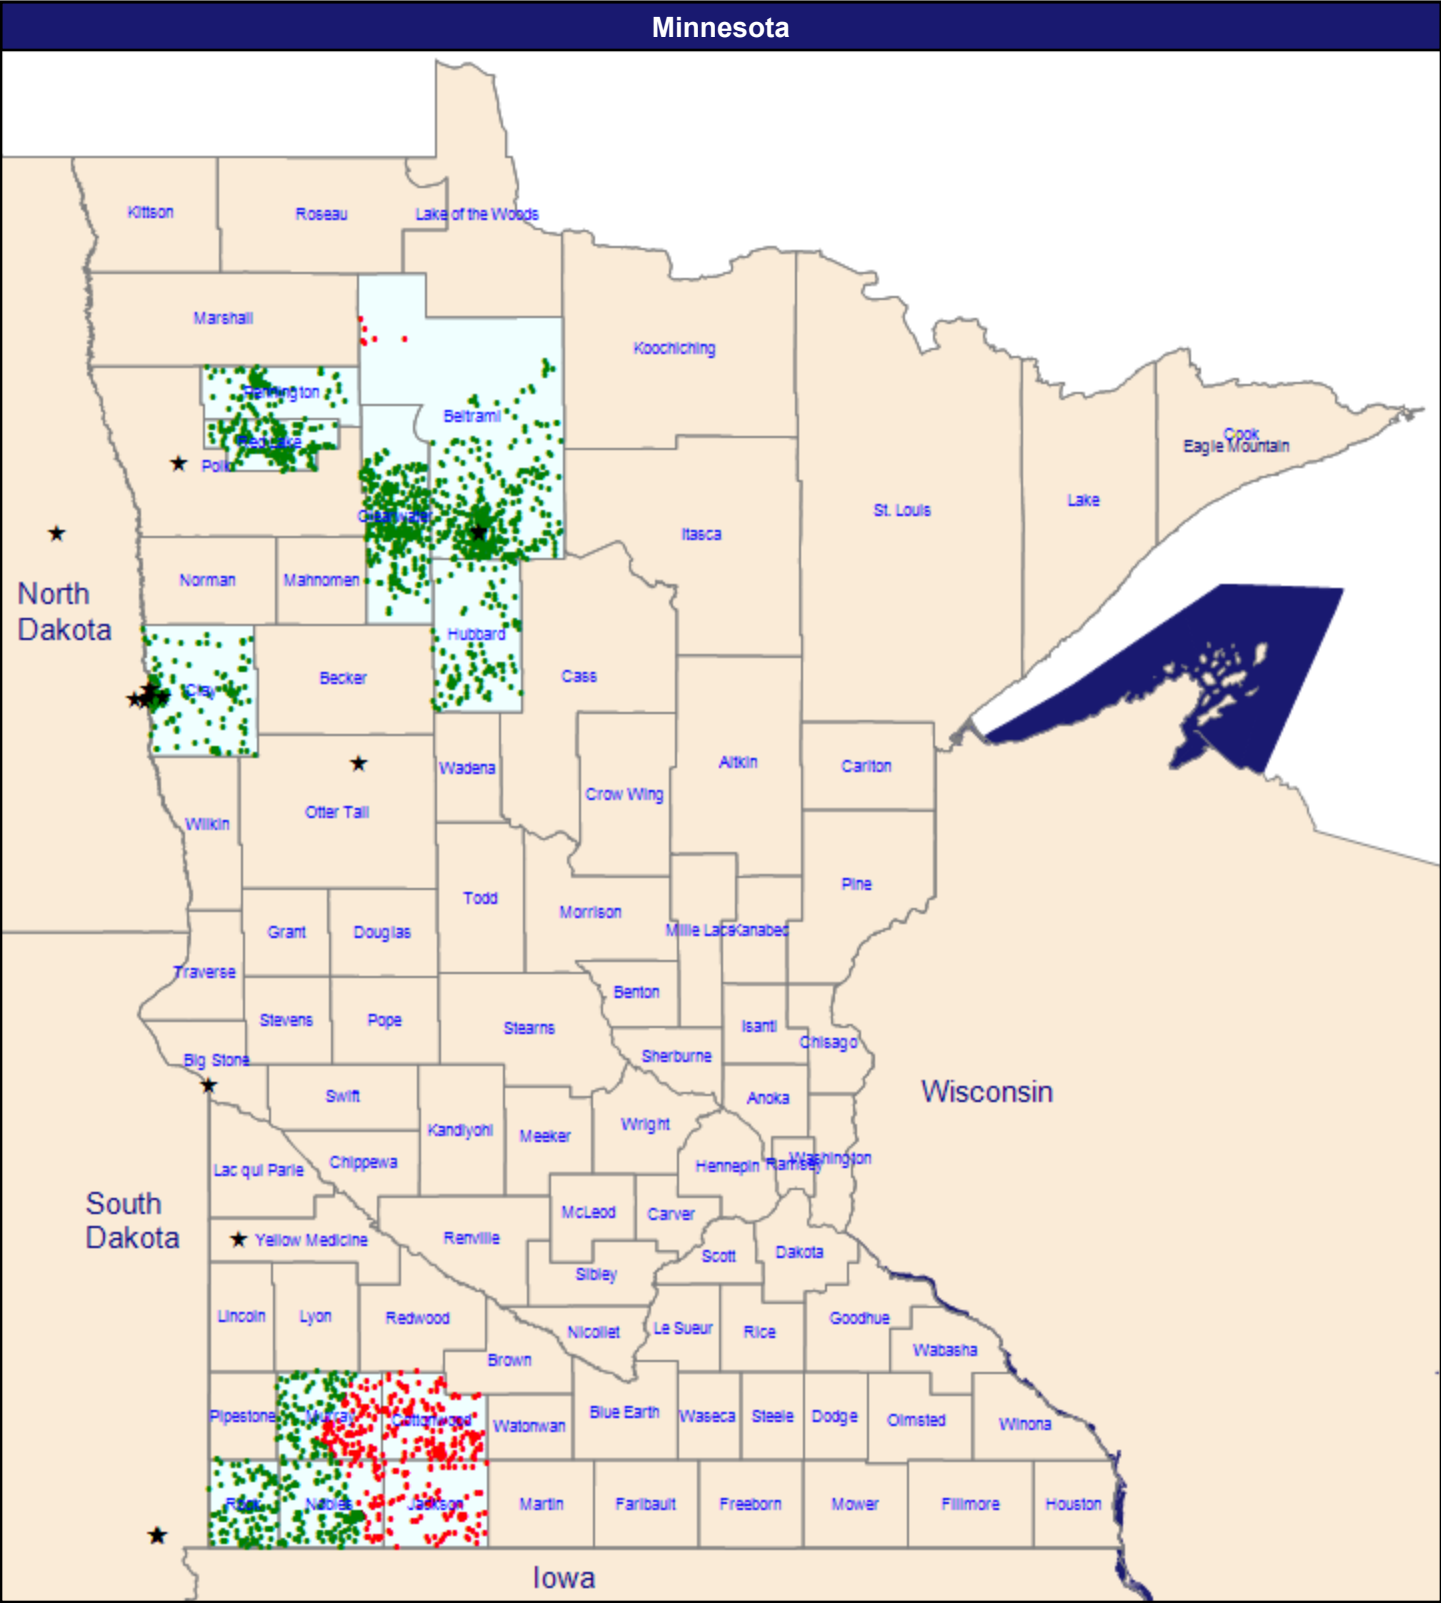 Minnesota
Kittson
Roseau
Lake of the Woods
Marshall
Koochiching
Pennington
Beltrami
Red Lake
Polk
Cook
Eagle Mountain
Lake
St. Louis
Clearwater
Itasca
Norman
Mahnomen
North
Dakota
Hubbard
Clay
Becker
Cass
Wadena
Aitkin
Carlton
Crow Wing
Otter Tail
Wilkin
Pine
Todd
Morrison
Grant
Douglas
Mille Lacs
Kanabec
Traverse
Benton
Stevens
Pope
Stearns
Isanti
Chisago
Sherburne
Big Stone
Swift
Anoka
Wisconsin
Wright
Kandiyohi
Meeker
Chippewa
Lac qui Parle
Hennepin
Ramsey
Washington
South
Dakota
McLeod
Carver
Yellow Medicine
Renville
Scott
Dakota
Sibley
Lincoln
Lyon
Redwood
Nicollet
Le Sueur
Rice
Goodhue
Wabasha
Brown
Pipestone
Murray
Cottonwood
Watonwan
Blue Earth
Waseca
Steele
Dodge
Olmsted
Winona
Rock
Nobles
Jackson
Martin
Faribault
Freeborn
Mower
Fillmore
Houston
Iowa